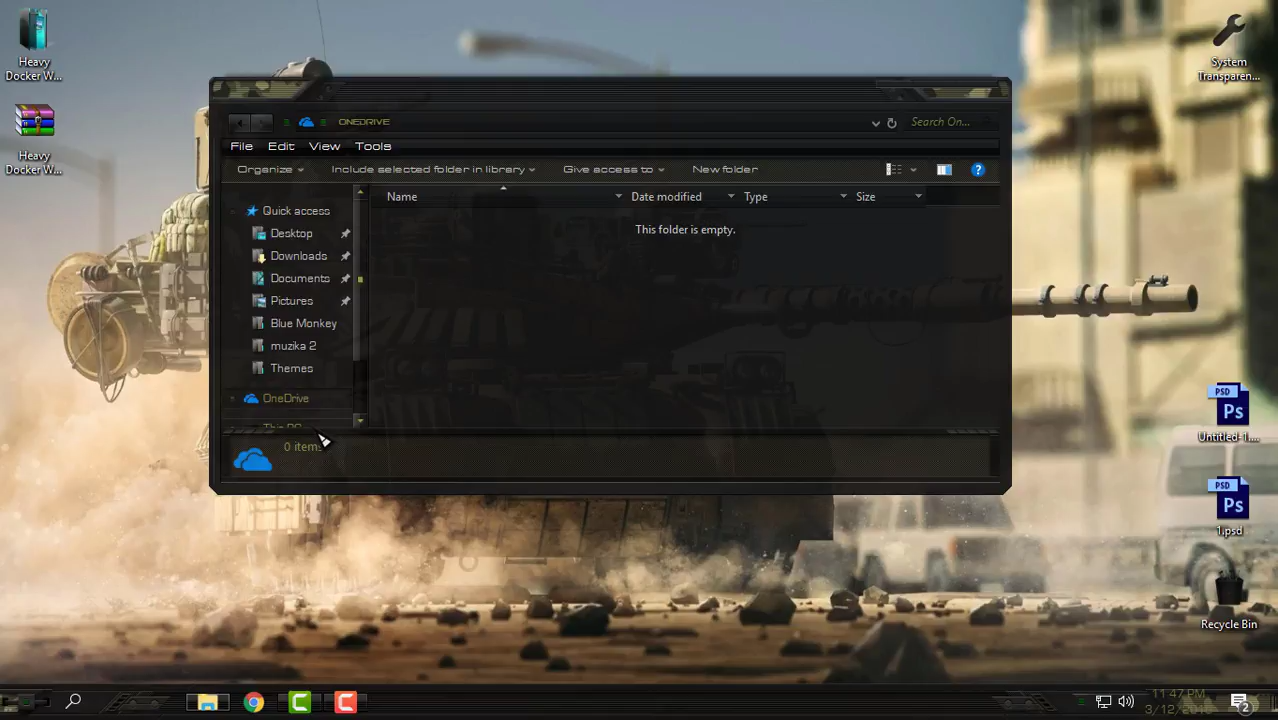 Heavy
Docker W...
Heavy
System
Transparen...
ONEDRIVE
Search On...
File Edit View Tools
Organize Include selected folder in library Give access to New folder
Name Date modified Type Size
This folder is empty.
Quick access
Desktop
Downloads
Documents
Pictures
Blue Monkey
muzika 2
Themes
OneDrive
This PC
0 items
PSD
Ps
Untitled-1....
PSD
Ps
1.psd
Recycle Bin
11:47 PM
2